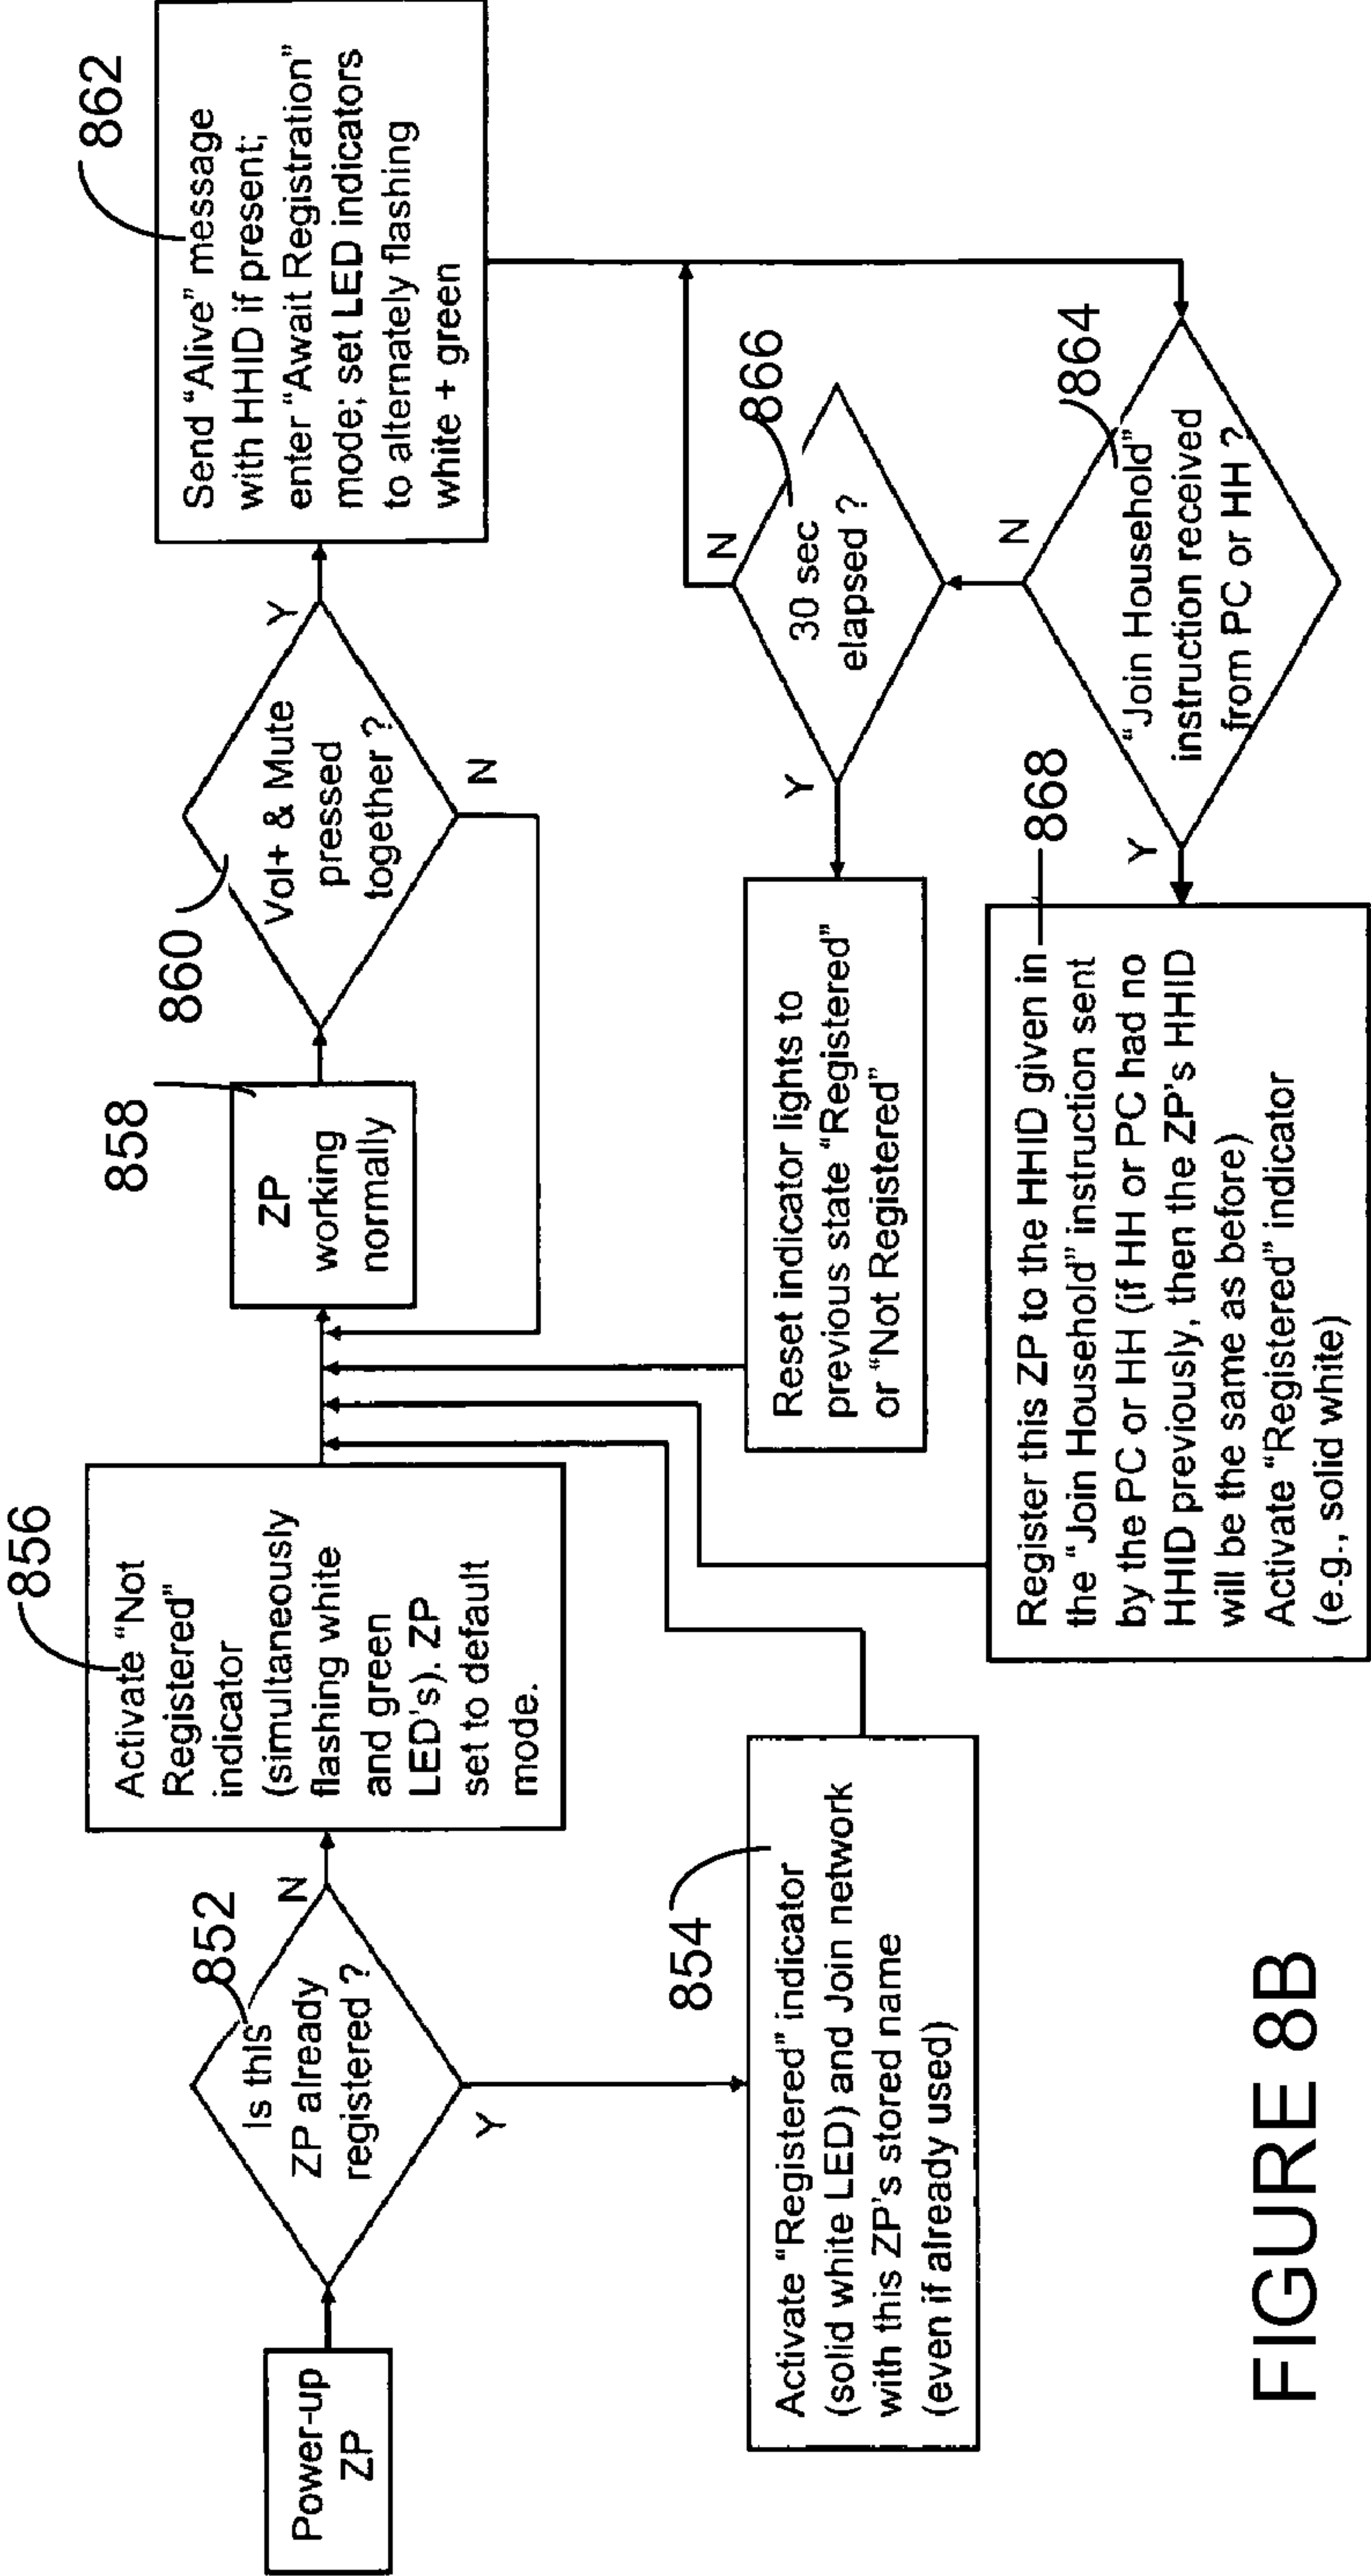 Power-up
ZP
852
Is this
ZP already
registered ?
N
Y
856
Activate “Not
Registered”
indicator
(simultaneously
flashing white
and green
LED's). ZP
set to default
mode.
854
Activate “Registered” indicator
(solid white LED) and Join network
with this ZP's stored name
(even if already used)
858
ZP
working
normally
860
Vol+ & Mute
pressed
together ?
Y
N
862
Send “Alive” message
with HHID if present;
enter “Await Registration”
mode; set LED indicators
to alternately flashing
white + green
864
“Join Household”
instruction received
from PC or HH ?
N
Y
866
30 sec
elapsed ?
N
Y
Reset indicator lights to
previous state “Registered”
or “Not Registered”
868
Register this ZP to the HHID given in
the “Join Household” instruction sent
by the PC or HH (if HH or PC had no
HHID previously, then the ZP's HHID
will be the same as before)
Activate “Registered” indicator
(e.g., solid white)
FIGURE 8B